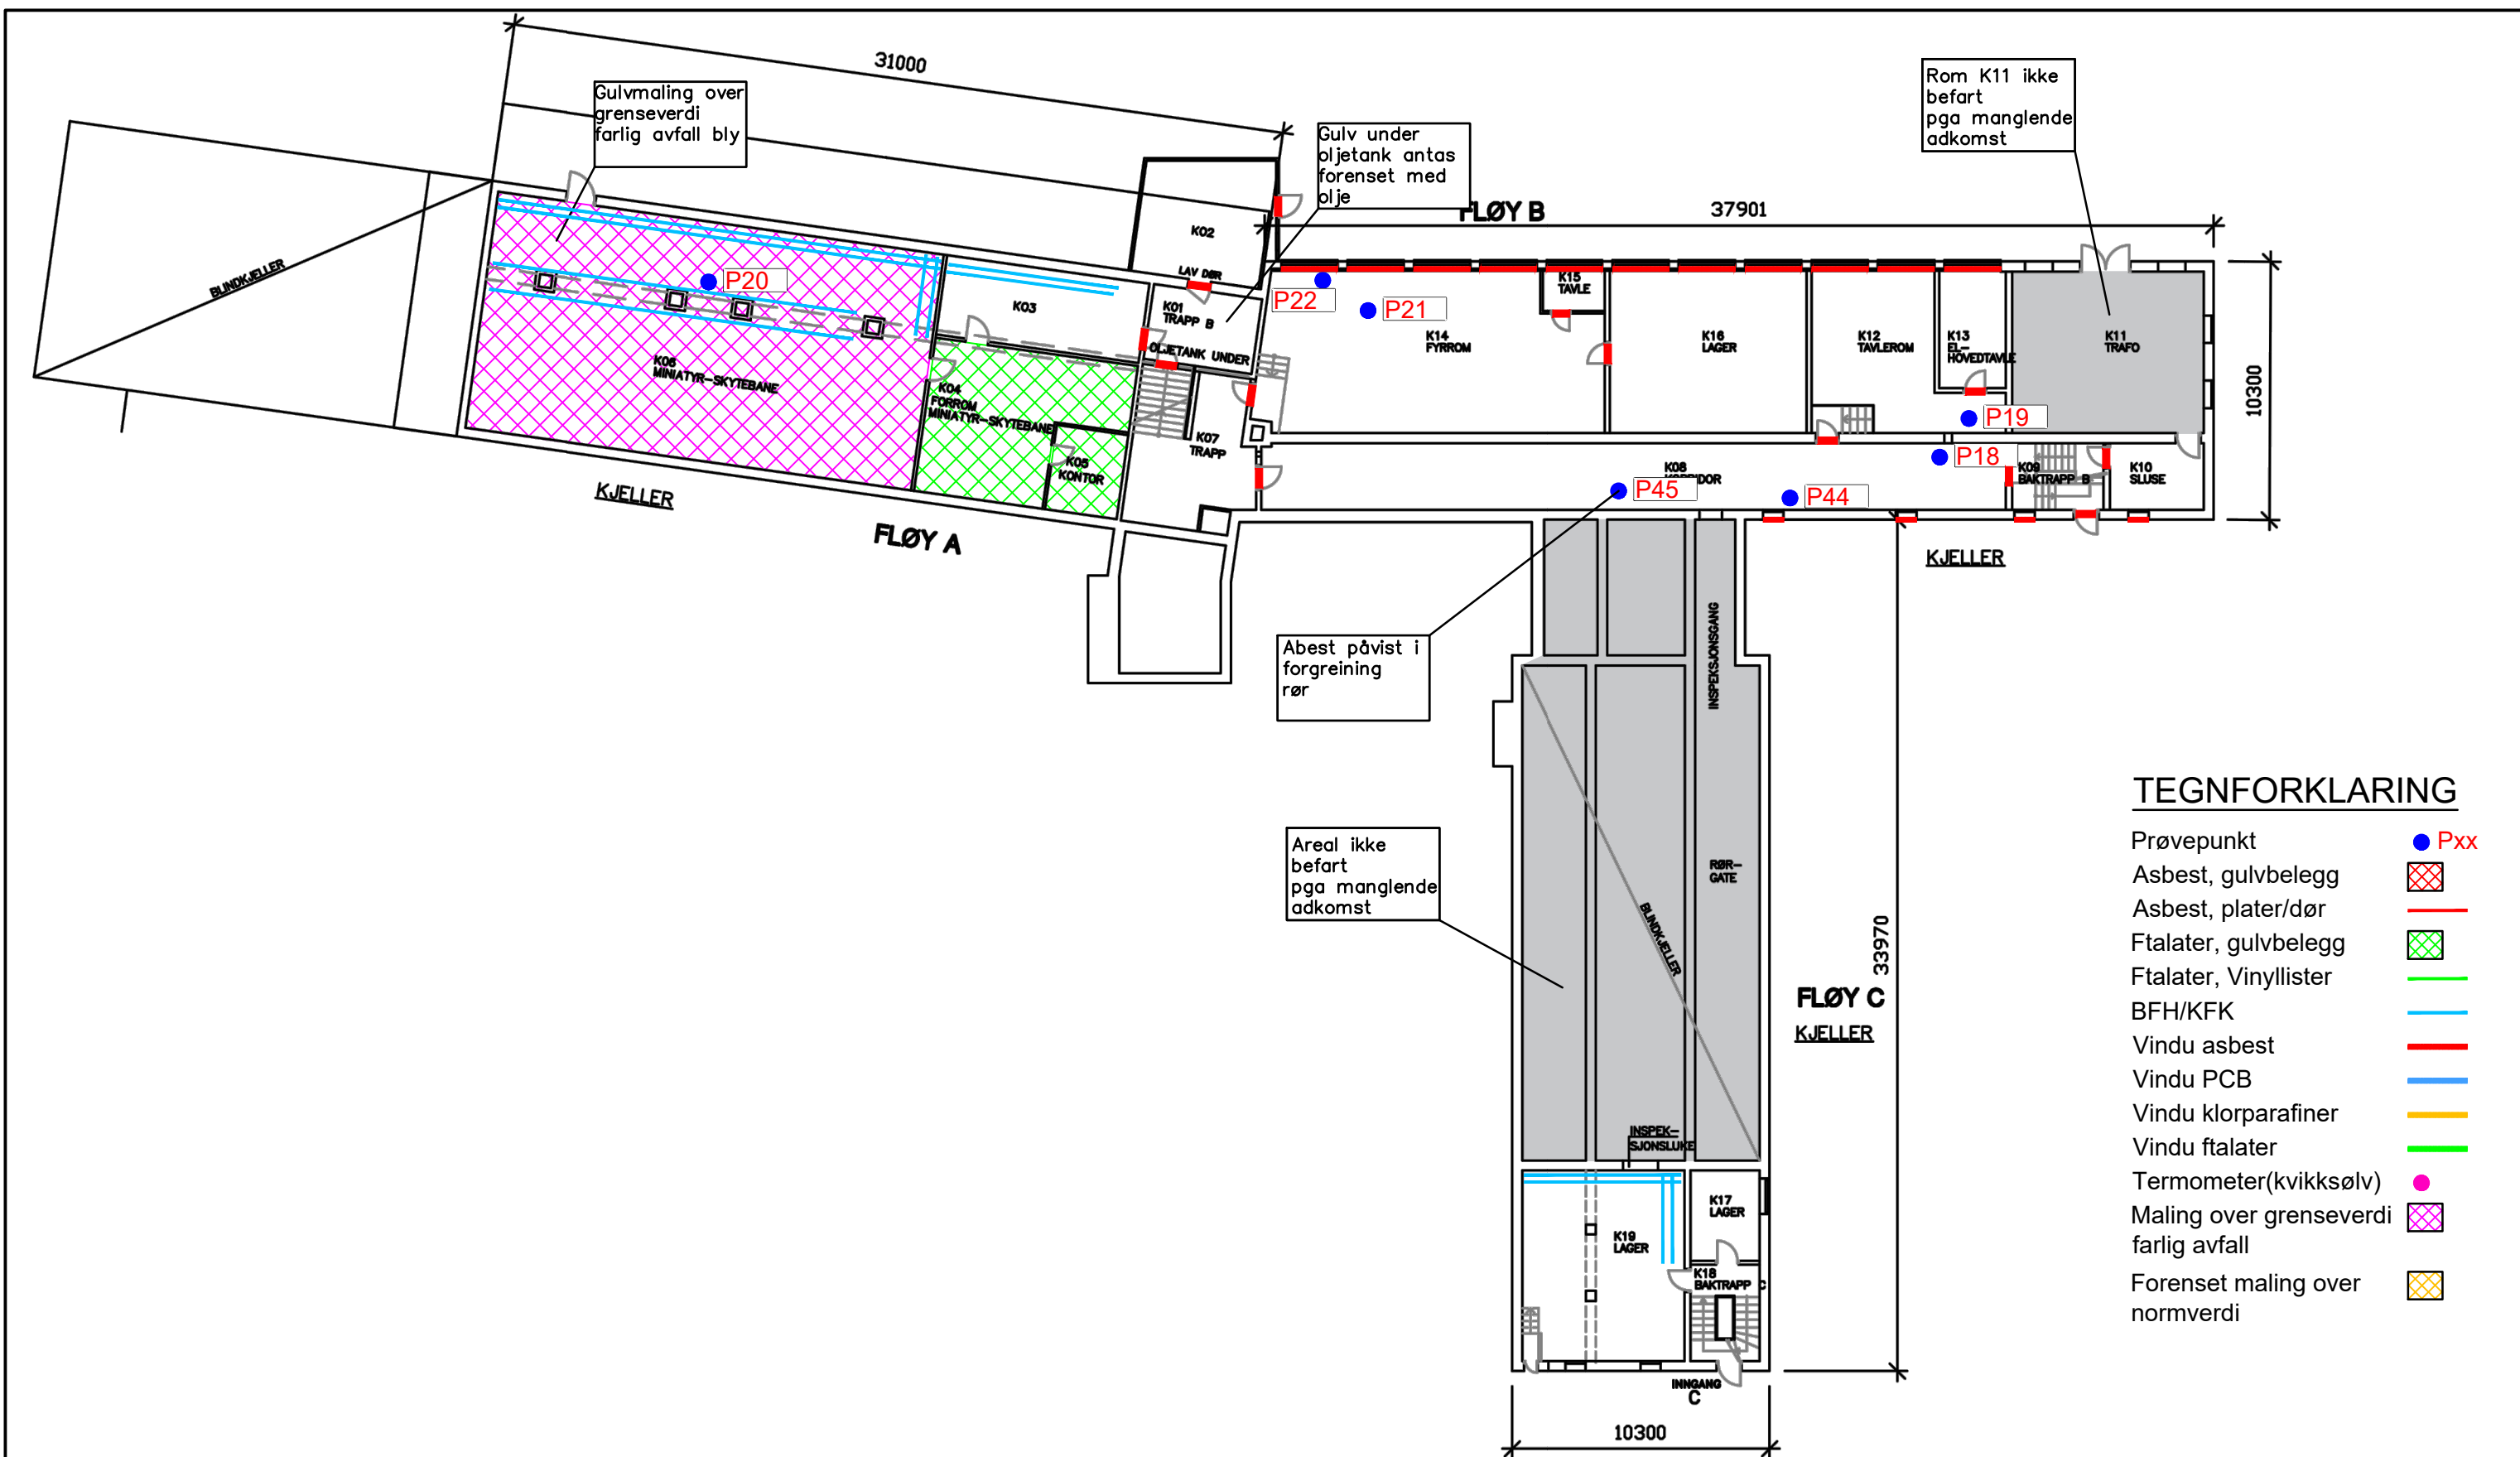 31000
Gulvmaling over
grenseverdi
farlig avfall bly
Gulv under
oljetank antas
forenset med
olje
Rom K11 ikke
befart
pga manglende
adkomst
FLØY B
37901
10300
BLINDKJELLER
P20
K06
MINIATYR-SKYTEBANE
K02
LAV DØR
K03
K01
TRAPP B
OLJETANK UNDER
K04
FORROM
MINIATYR-SKYTEBANE
K05
KONTOR
K07
TRAPP
KJELLER
FLØY A
P22
P21
K15
TAVLE
K14
FYRROM
K16
LAGER
K12
TAVLEROM
K13
EL-
HOVEDTAVLE
K11
TRAFO
P19
P18
K08
KORRIDOR
K09
BAKTRAPP B
K10
SLUSE
P45
P44
KJELLER
Abest påvist i
forgreining
rør
INSPEKSJONSGANG
Areal ikke
befart
pga manglende
adkomst
RØR-
GATE
BLINDKJELLER
33970
FLØY C
KJELLER
INSPEK-
SJONSLUKE
K17
LAGER
K19
LAGER
K18
BAKTRAPP C
INNGANG
C
10300
TEGNFORKLARING
Prøvepunkt Pxx
Asbest, gulvbelegg
Asbest, plater/dør
Ftalater, gulvbelegg
Ftalater, Vinyllister
BFH/KFK
Vindu asbest
Vindu PCB
Vindu klorparafiner
Vindu ftalater
Termometer(kvikksølv)
Maling over grenseverdi
farlig avfall
Forenset maling over
normverdi